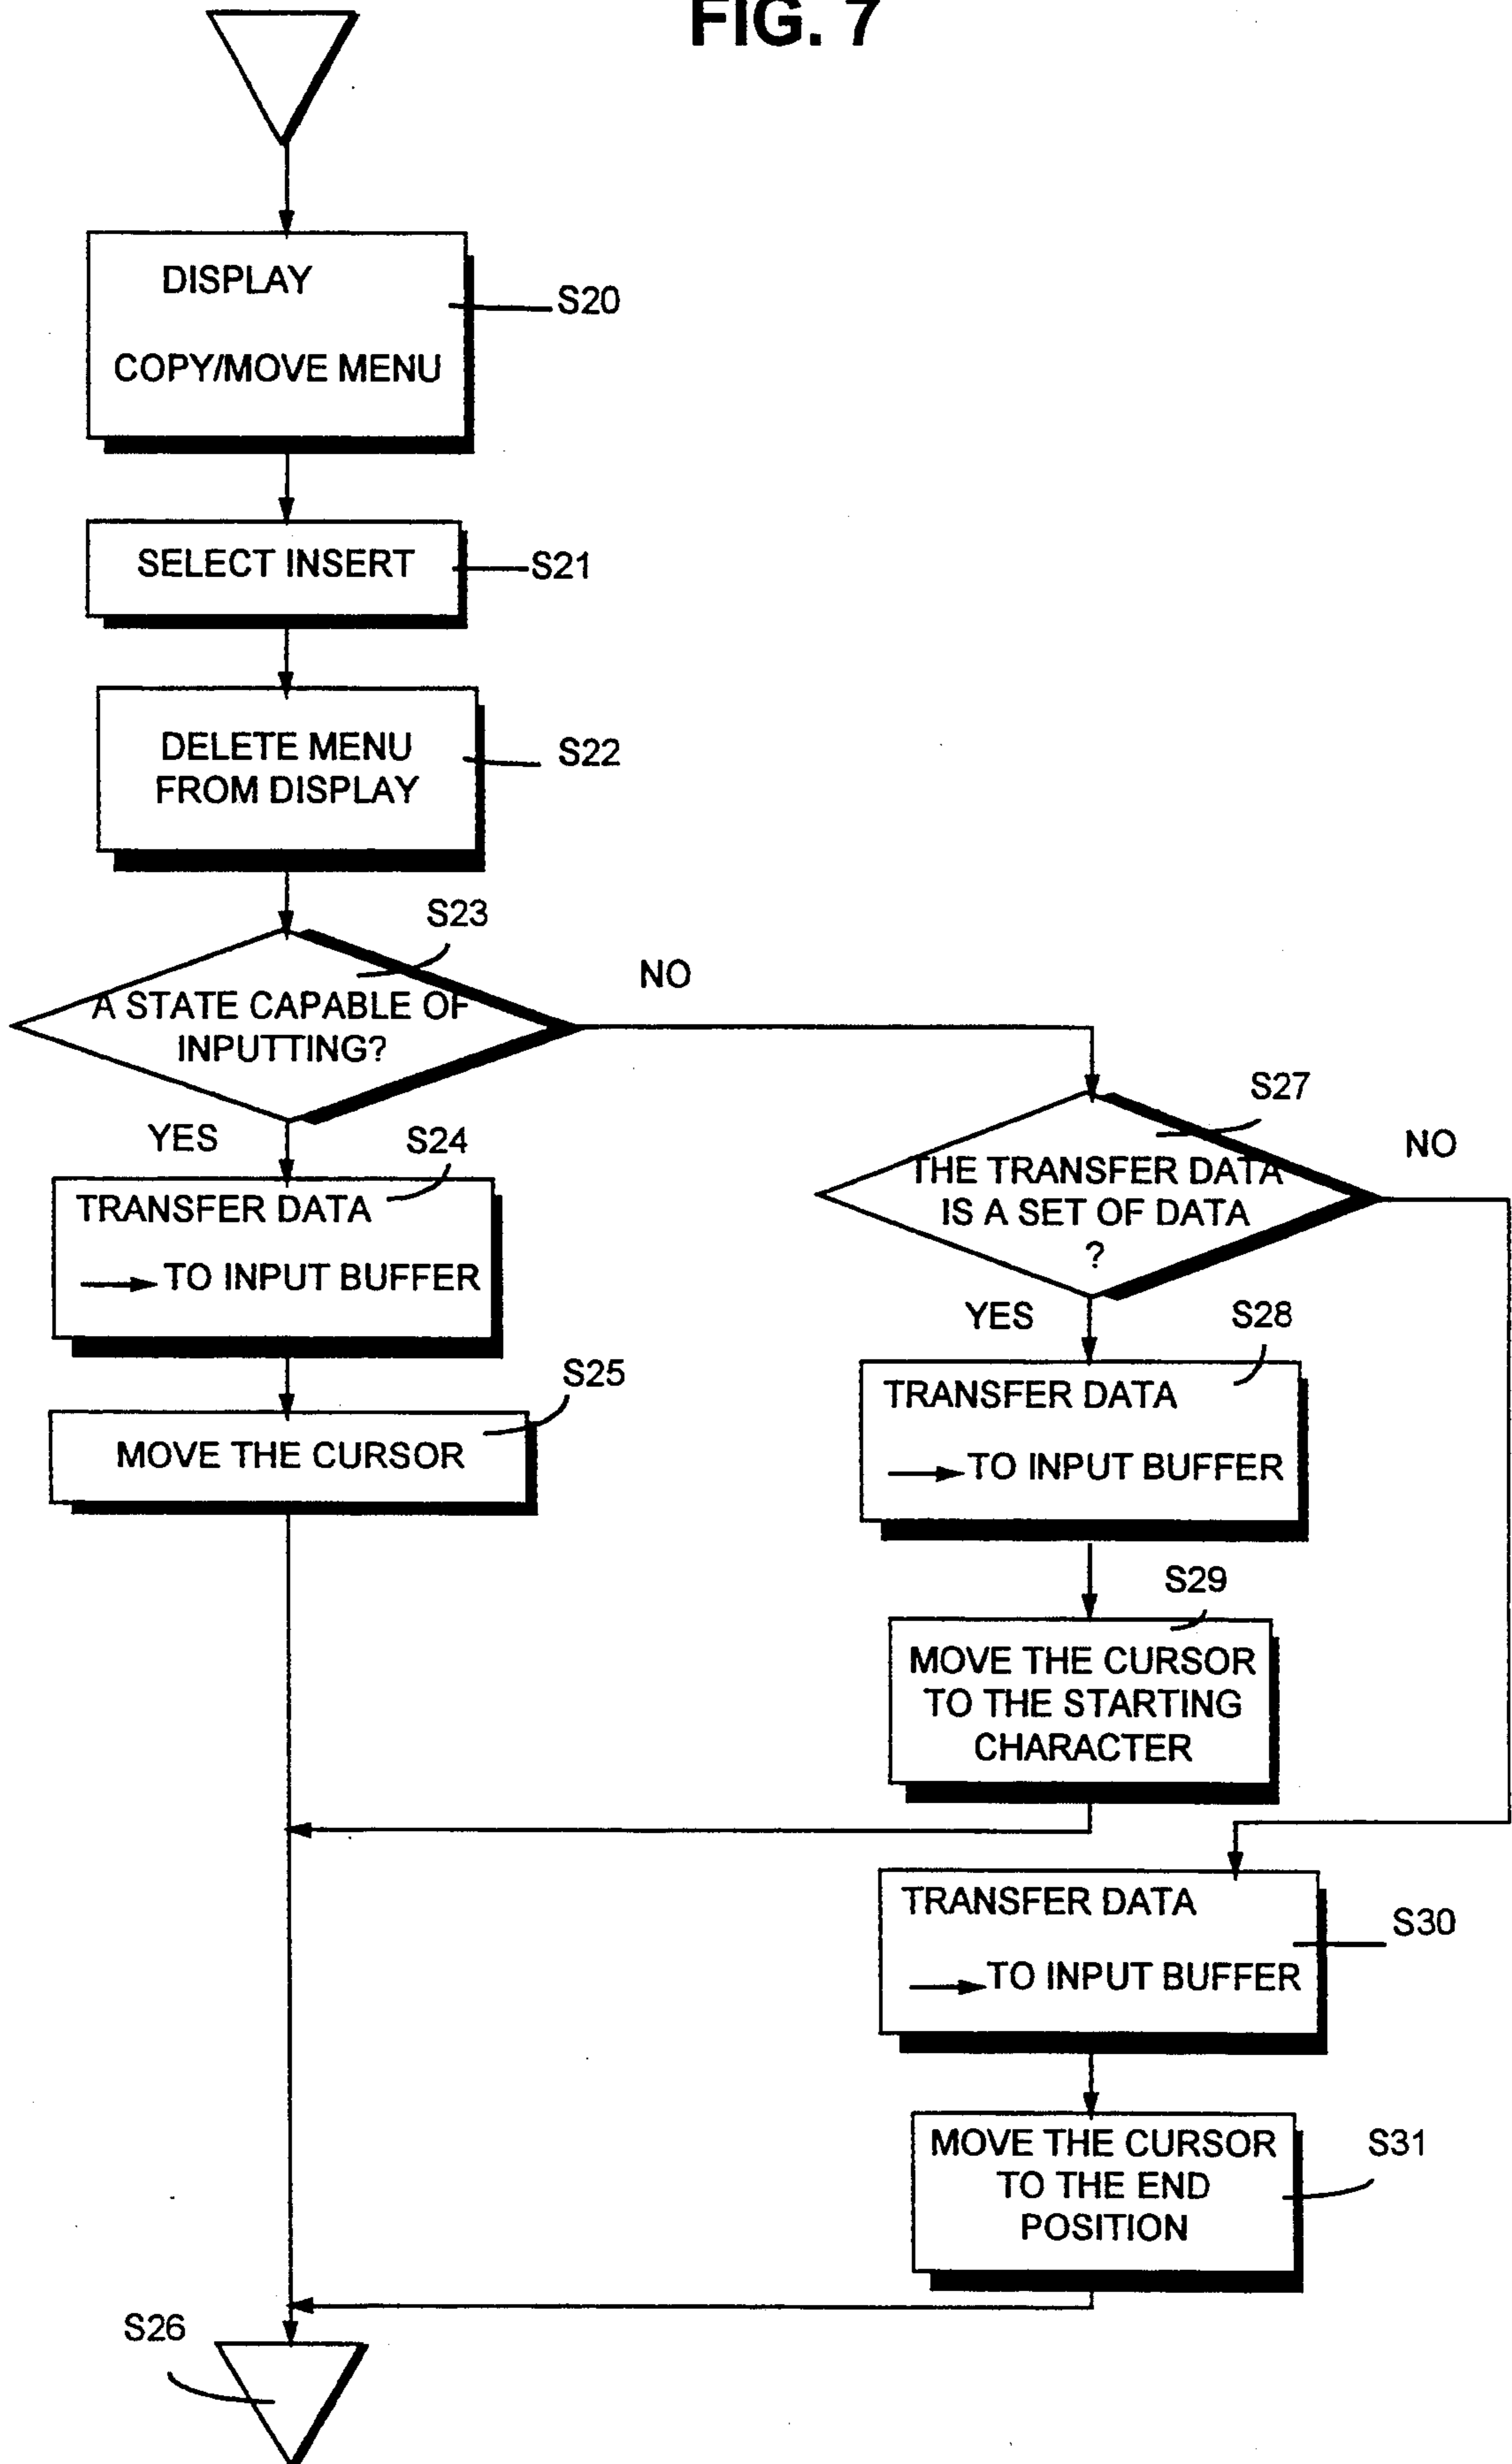 FIG. 7
DISPLAY
COPY/MOVE MENU
S20
SELECT INSERT
S21
DELETE MENU
FROM DISPLAY
S22
S23
A STATE CAPABLE OF
INPUTTING?
NO
YES
S24
TRANSFER DATA
TO INPUT BUFFER
S25
MOVE THE CURSOR
S27
THE TRANSFER DATA
IS A SET OF DATA
?
NO
YES
S28
TRANSFER DATA
TO INPUT BUFFER
S29
MOVE THE CURSOR
TO THE STARTING
CHARACTER
TRANSFER DATA
TO INPUT BUFFER
S30
MOVE THE CURSOR
TO THE END
POSITION
S31
S26